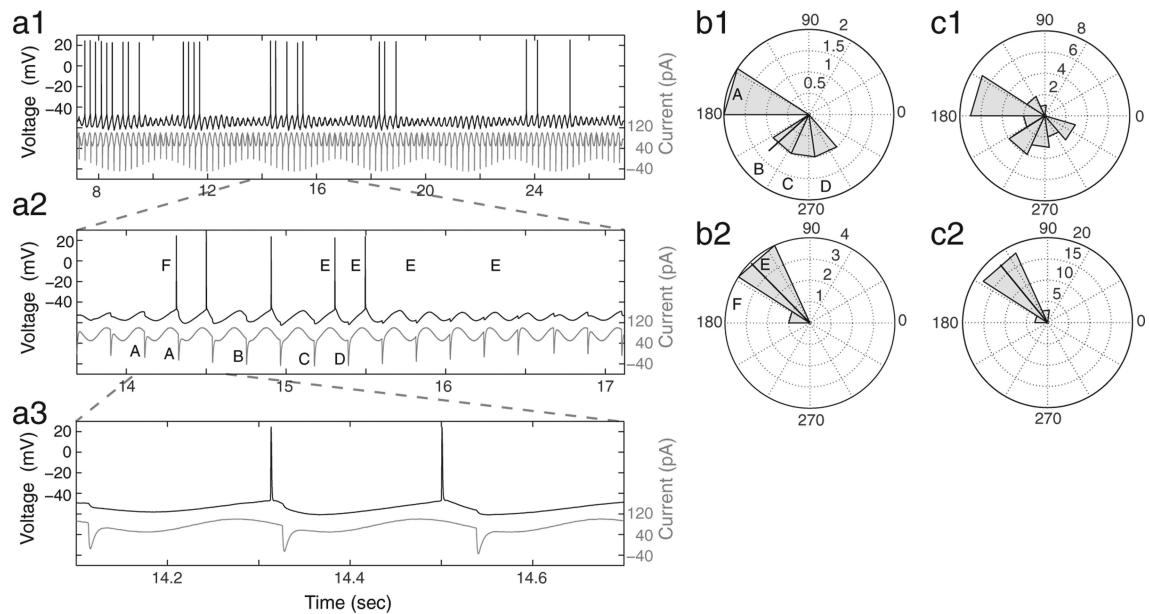 a1
Voltage (mV)
20
0
−20
−40
120
40
−40
Current (pA)
8
12
16
20
24
a2
Voltage (mV)
20
0
−20
−40
F
E
E
E
E
A
A
B
C
D
120
40
−40
Current (pA)
14
15
16
17
a3
Voltage (mV)
20
0
−20
−40
120
40
−40
Current (pA)
14.2
14.4
14.6
Time (sec)
b1
90
2
1.5
1
0.5
180
0
A
B
C
D
270
c1
90
8
6
4
2
180
0
270
b2
90
4
3
2
1
E
F
180
0
270
c2
90
20
15
10
5
180
0
270